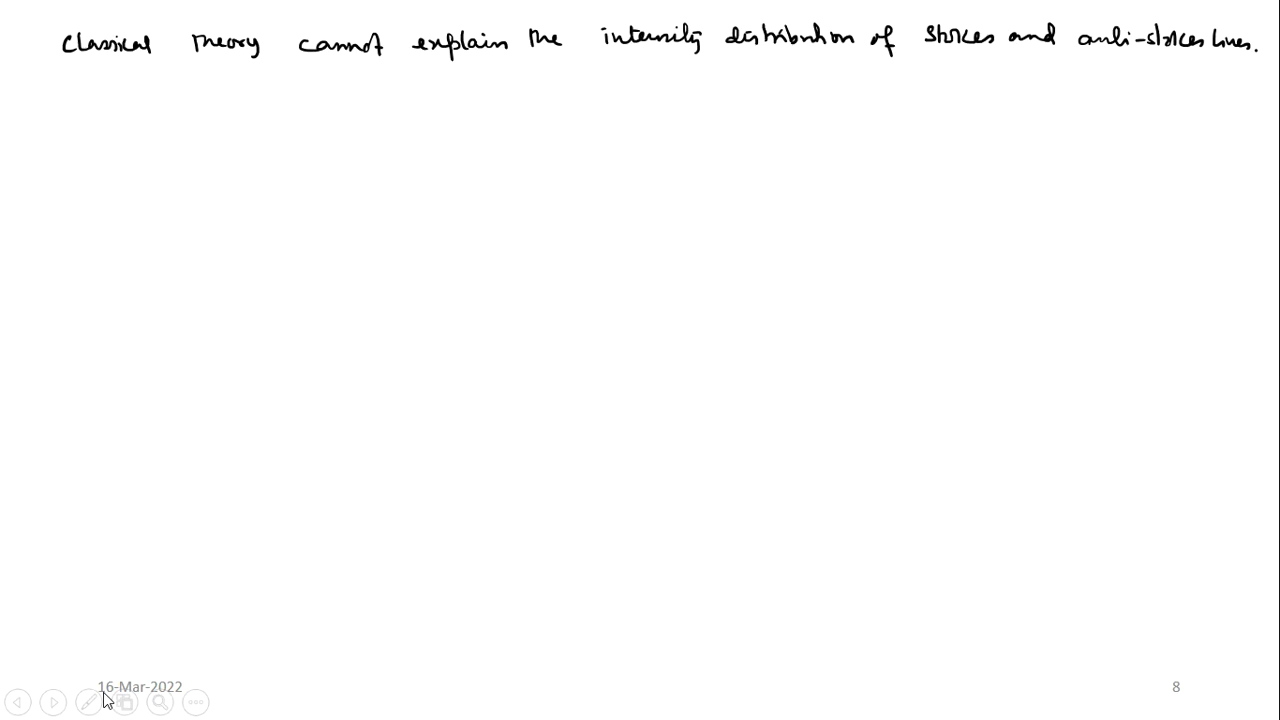 Classical Theory cannot explain the intensity distribution of Stokes and anti-stokes lines.
16-Mar-2022
8